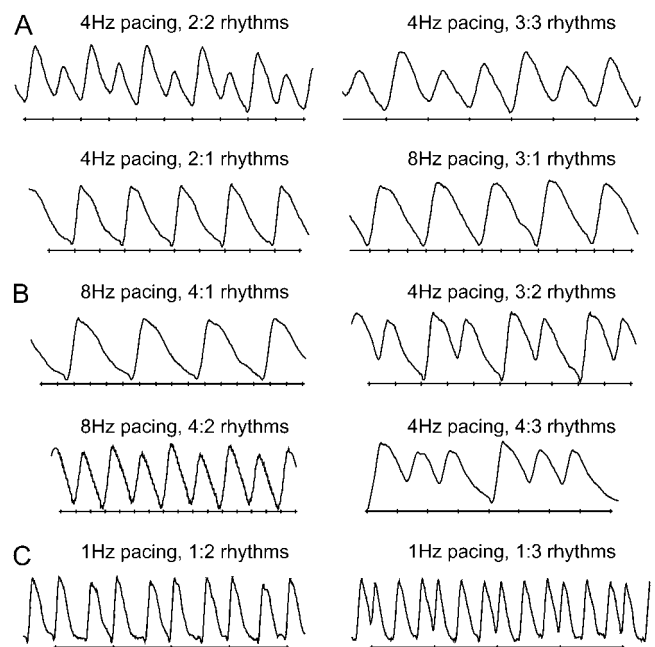 A
4Hz pacing, 2:2 rhythms
4Hz pacing, 3:3 rhythms
4Hz pacing, 2:1 rhythms
8Hz pacing, 3:1 rhythms
B
8Hz pacing, 4:1 rhythms
4Hz pacing, 3:2 rhythms
8Hz pacing, 4:2 rhythms
4Hz pacing, 4:3 rhythms
C
1Hz pacing, 1:2 rhythms
1Hz pacing, 1:3 rhythms